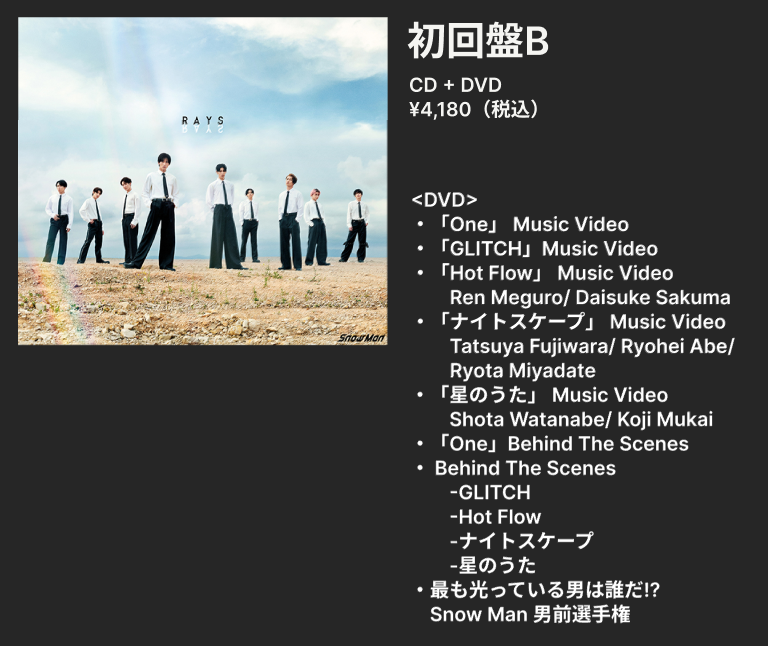 初回盤B
CD + DVD
¥4,180（税込）
RAYS
RAYS
Snow Man
<DVD>
・「One」 Music Video
・「GLITCH」Music Video
・「Hot Flow」 Music Video
Ren Meguro/ Daisuke Sakuma
・「ナイトスケープ」 Music Video
Tatsuya Fujiwara/ Ryohei Abe/
Ryota Miyadate
・「星のうた」 Music Video
Shota Watanabe/ Koji Mukai
・「One」Behind The Scenes
・ Behind The Scenes
-GLITCH
-Hot Flow
-ナイトスケープ
-星のうた
・最も光っている男は誰だ!?
Snow Man 男前選手権